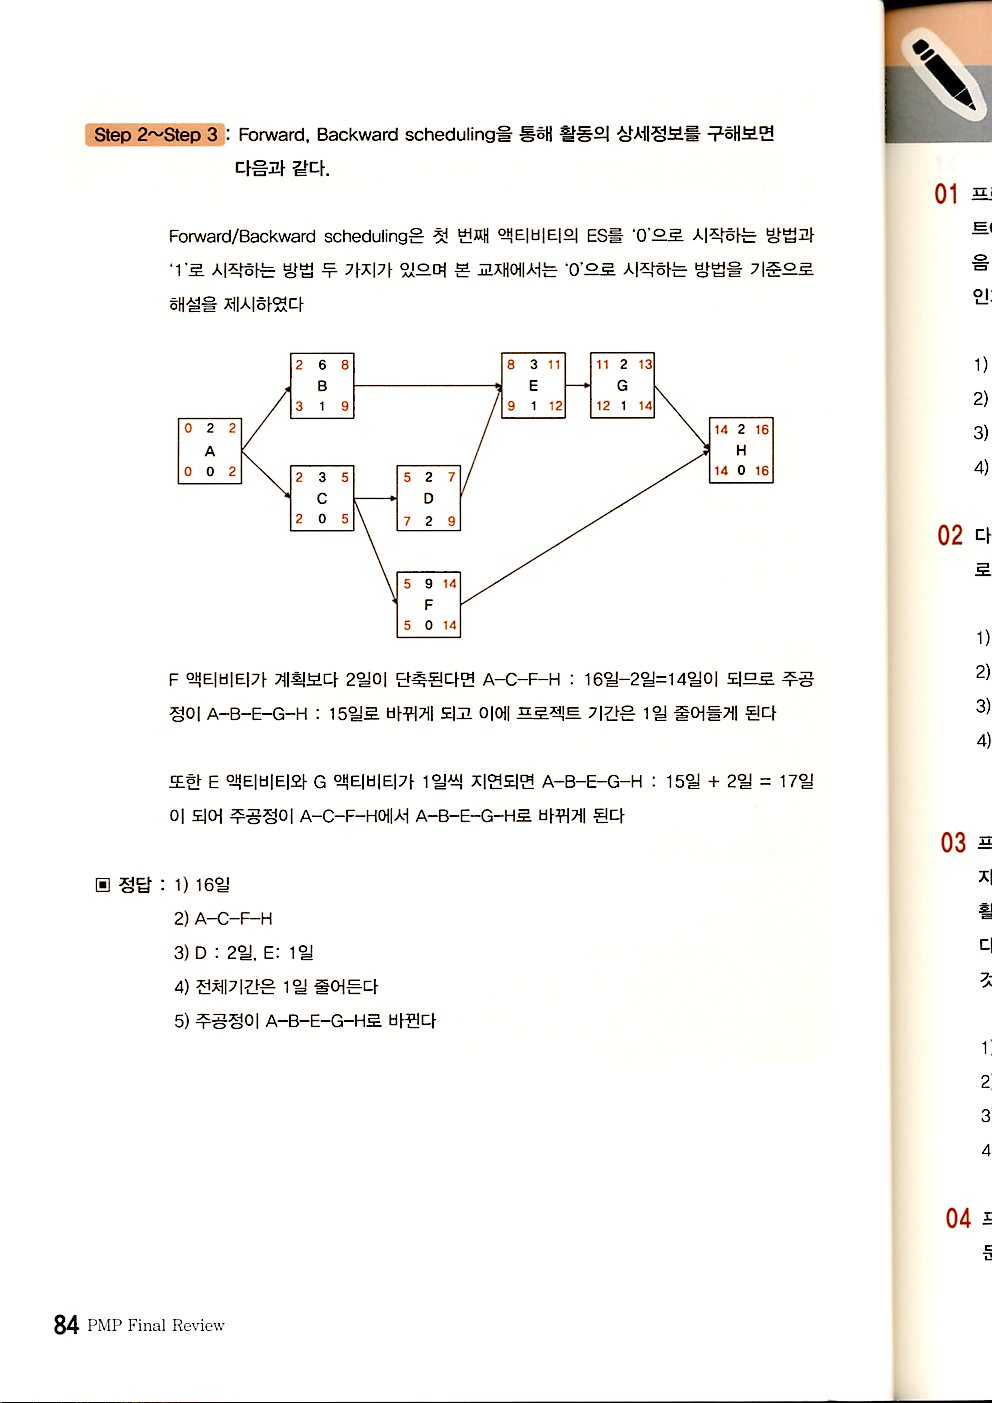 Step 2~Step 3 : Forward, Backward scheduling을 통해 활동의 상세정보를 구해보면
다음과 같다.
Forward/Backward scheduling은 첫 번째 액티비티의 ES를 '0'으로 시작하는 방법과
'1'로 시작하는 방법 두 가지가 있으며 본 교재에서는 '0'으로 시작하는 방법을 기준으로
해설을 제시하였다
2 6 8
B
3 1 9
8 3 11
E
9 1 12
11 2 13
G
12 1 14
0 2 2
A
0 0 2
14 2 16
H
14 0 16
2 3 5
C
2 0 5
5 2 7
D
7 2 9
5 9 14
F
5 0 14
F 액티비티가 계획보다 2일이 단축된다면 A-C-F-H : 16일-2일=14일이 되므로 주공
정이 A-B-E-G-H : 15일로 바뀌게 되고 이에 프로젝트 기간은 1일 줄어들게 된다
또한 E 액티비티와 G 액티비티가 1일씩 지연되면 A-B-E-G-H : 15일 + 2일 = 17일
이 되어 주공정이 A-C-F-H에서 A-B-E-G-H로 바뀌게 된다
▣ 정답 : 1) 16일
2) A-C-F-H
3) D : 2일, E: 1일
4) 전체기간은 1일 줄어든다
5) 주공정이 A-B-E-G-H로 바뀐다
84 PMP Final Review
01
음
1)
2)
3)
4)
02 다
로
1)
2)
3)
4)
03
1)
2)
3
4
04